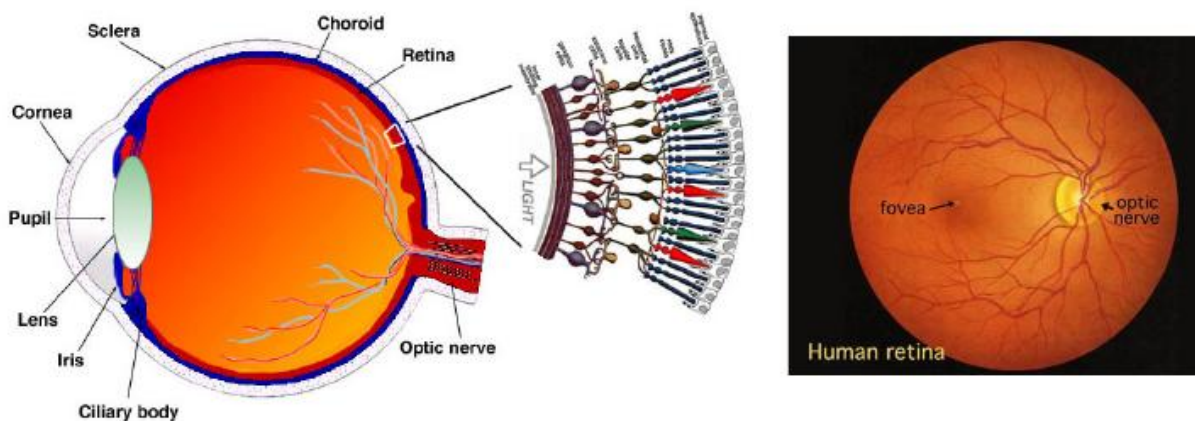 Sclera
Choroid
Retina
Cornea
Pupil
Lens
Iris
Ciliary body
Optic nerve
LIGHT
fovea
optic
nerve
Human retina